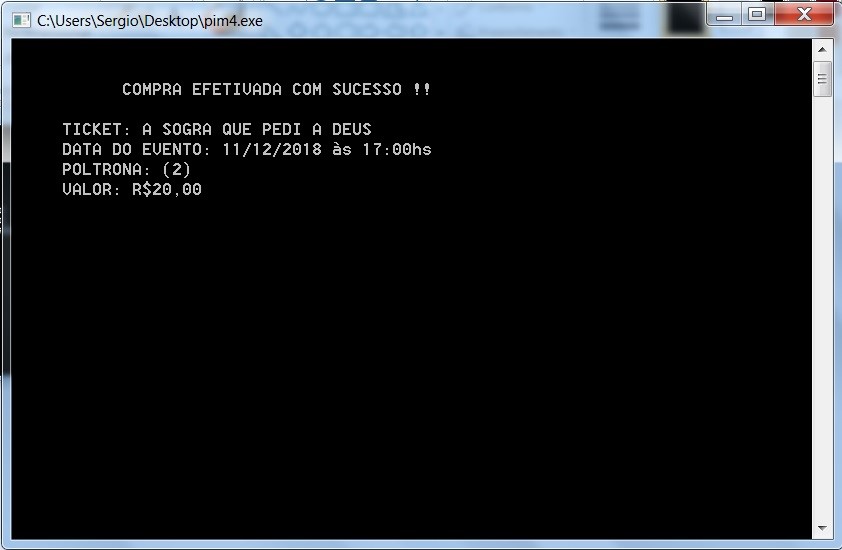 C:\Users\Sergio\Desktop\pim4.exe
COMPRA EFETIVADA COM SUCESSO !!
TICKET: A SOGRA QUE PEDI A DEUS
DATA DO EVENTO: 11/12/2018 às 17:00hs
POLTRONA: (2)
VALOR: R$20,00